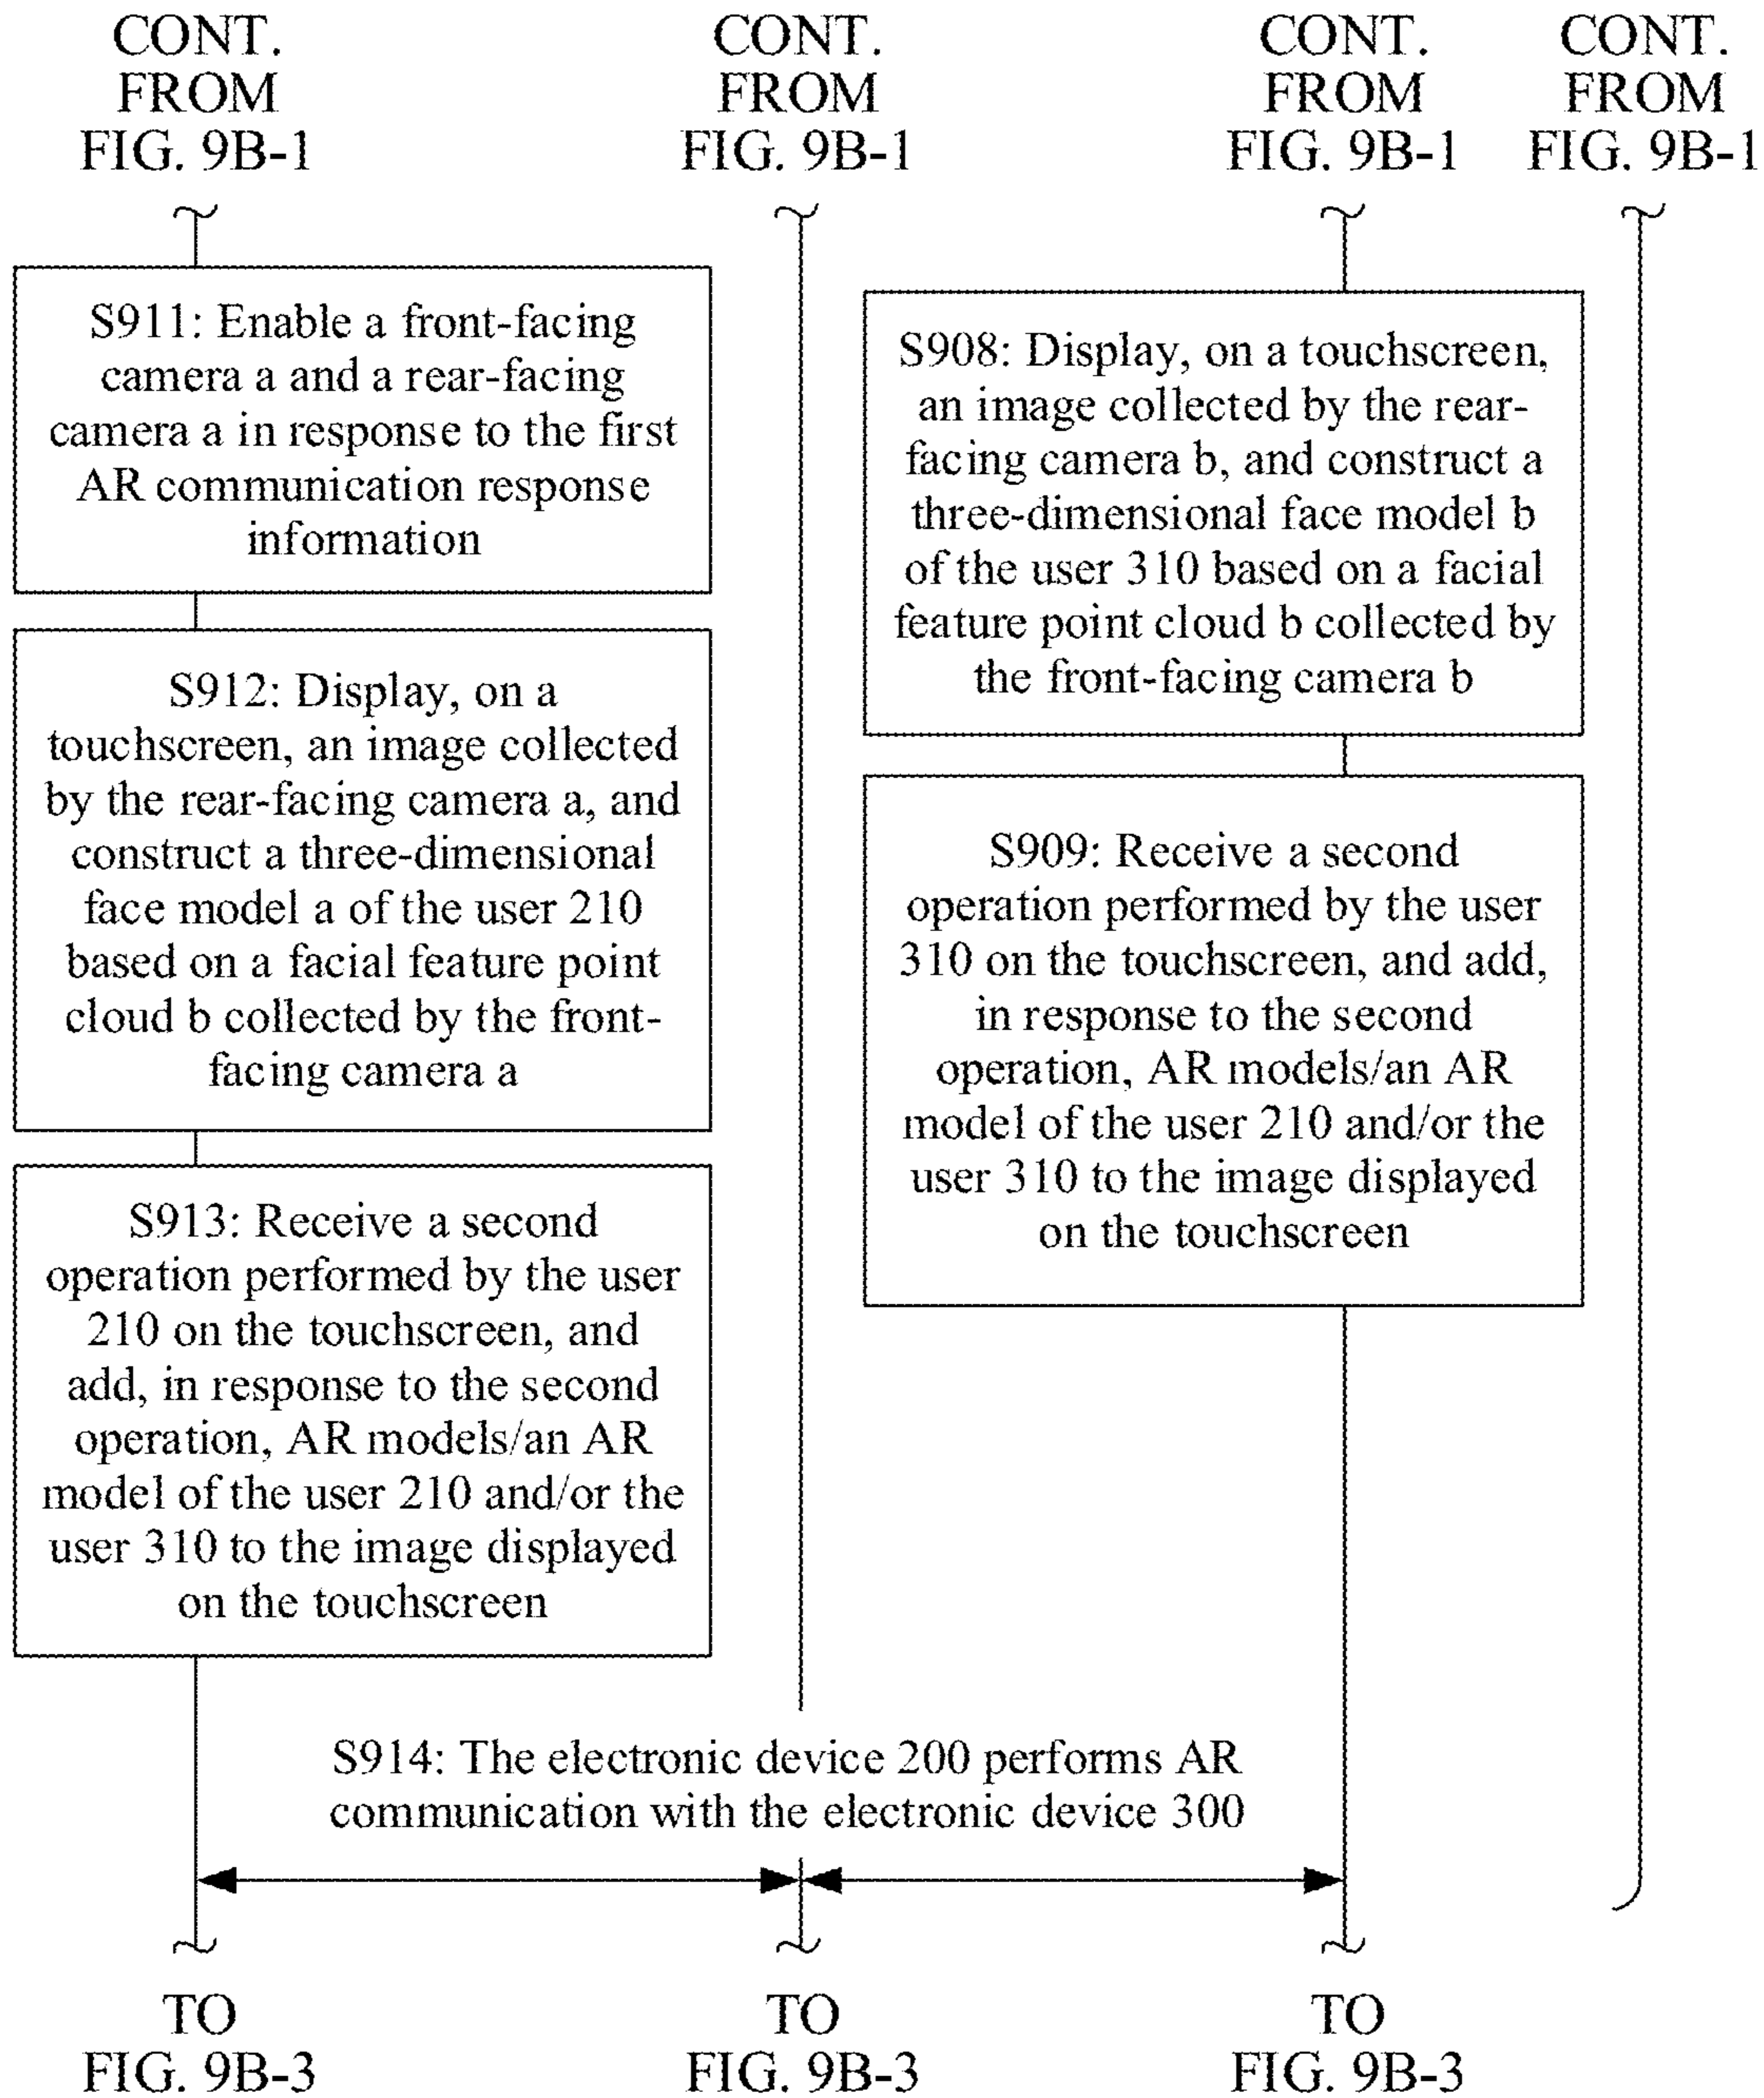 CONT.
FROM
FIG. 9B-1
CONT.
FROM
FIG. 9B-1
CONT.
FROM
FIG. 9B-1
CONT.
FROM
FIG. 9B-1
S911: Enable a front-facing
camera a and a rear-facing
camera a in response to the first
AR communication response
information
S912: Display, on a
touchscreen, an image collected
by the rear-facing camera a, and
construct a three-dimensional
face model a of the user 210
based on a facial feature point
cloud b collected by the front-
facing camera a
S913: Receive a second
operation performed by the user
210 on the touchscreen, and
add, in response to the second
operation, AR models/an AR
model of the user 210 and/or the
user 310 to the image displayed
on the touchscreen
S908: Display, on a touchscreen,
an image collected by the rear-
facing camera b, and construct a
three-dimensional face model b
of the user 310 based on a facial
feature point cloud b collected by
the front-facing camera b
S909: Receive a second
operation performed by the user
310 on the touchscreen, and add,
in response to the second
operation, AR models/an AR
model of the user 210 and/or the
user 310 to the image displayed
on the touchscreen
S914: The electronic device 200 performs AR
communication with the electronic device 300
TO
FIG. 9B-3
TO
FIG. 9B-3
TO
FIG. 9B-3